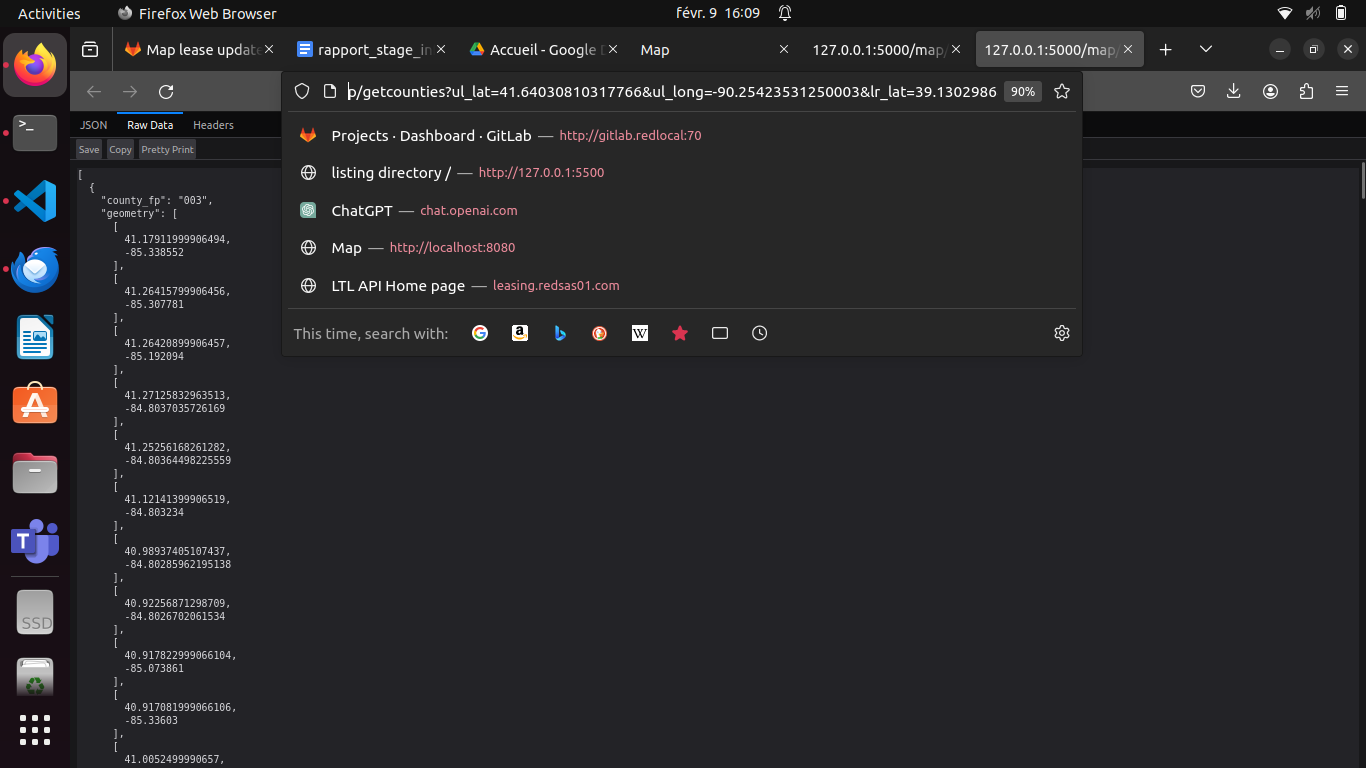 Activities
Firefox Web Browser
févr. 9 16:09
Map lease update
rapport_stage_in
Accueil - Google
Map
127.0.0.1:5000/map/
127.0.0.1:5000/map/
p/getcounties?ul_lat=41.64030810317766&ul_long=-90.25423531250003&lr_lat=39.1302986
90%
JSON
Raw Data
Headers
Save
Copy
Pretty Print
Projects · Dashboard · GitLab — http://gitlab.redlocal:70
listing directory / — http://127.0.0.1:5500
ChatGPT — chat.openai.com
Map — http://localhost:8080
LTL API Home page — leasing.redsas01.com
This time, search with:
[
{
"county_fp": "003",
"geometry": [
[
41.17911999906494,
-85.338552
],
[
41.26415799906456,
-85.307781
],
[
41.26420899906457,
-85.192094
],
[
41.27125832963513,
-84.8037035726169
],
[
41.25256168261282,
-84.80364498225559
],
[
41.12141399906519,
-84.803234
],
[
40.98937405107437,
-84.80285962195138
],
[
40.92256871298709,
-84.8026702061534
],
[
40.917822999066104,
-85.073861
],
[
40.917081999066106,
-85.33603
],
[
41.0052499990657,
SSD